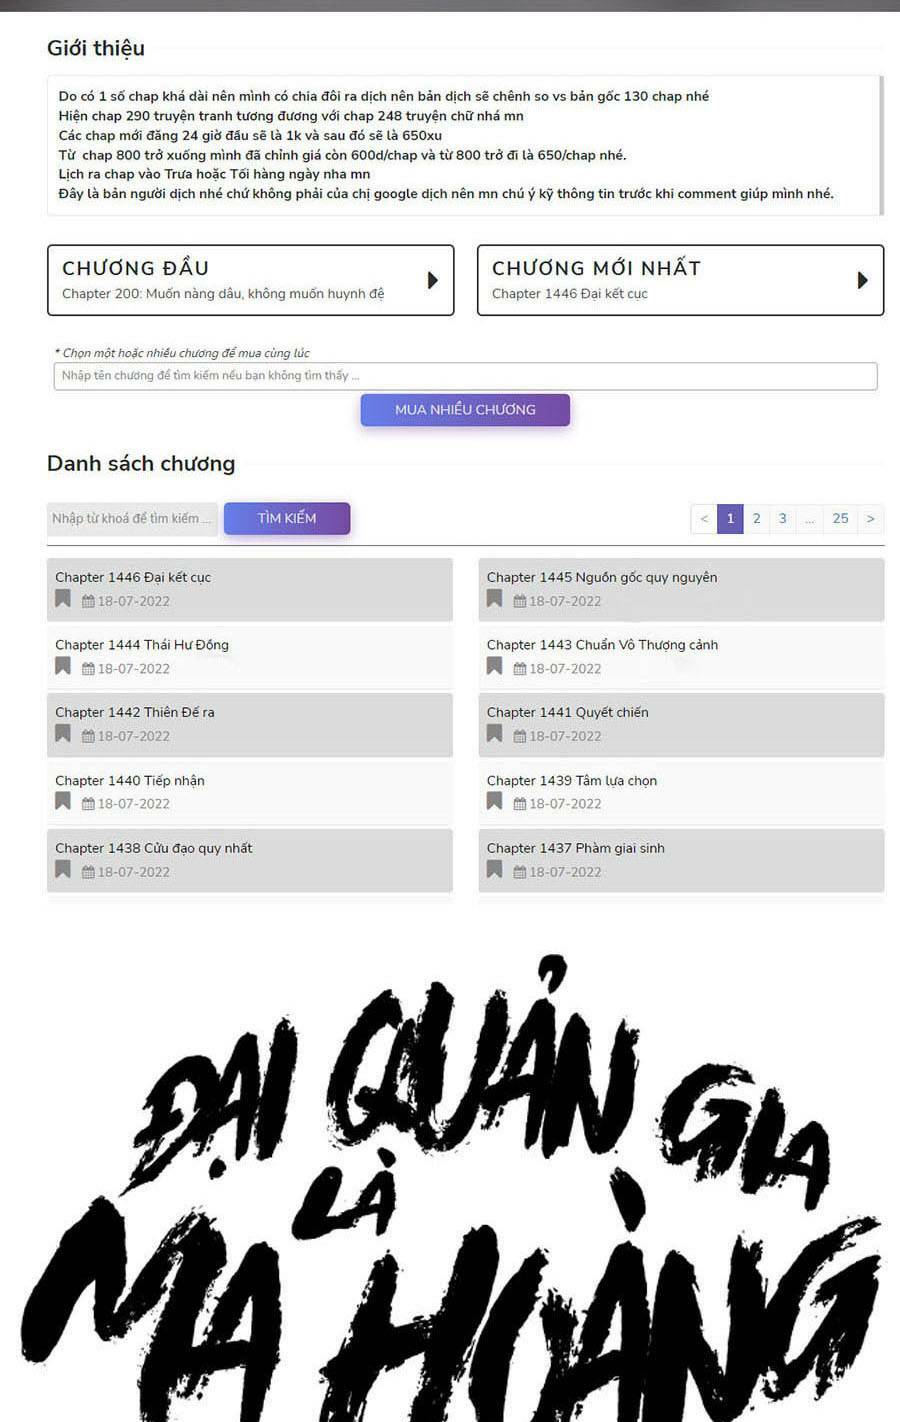 Giới thiệu
Do có 1 số chap khá dài nên mình có chia đôi ra dịch nên bản dịch sẽ chênh so vs bản gốc 130 chap nhé
Hiện chap 290 truyện tranh tương đương với chap 248 truyện chữ nhá mn
Các chap mới đăng 24 giờ đầu sẽ là 1k và sau đó sẽ là 650xu
Từ chap 800 trở xuống mình đã chỉnh giá còn 600d/chap và từ 800 trở đi là 650/chap nhé.
Lịch ra chap vào Trưa hoặc Tối hàng ngày nha mn
Đây là bản người dịch nhé chứ không phải của chị google dịch nên mn chú ý kỹ thông tin trước khi comment giúp mình nhé.
CHƯƠNG ĐẦU
Chapter 200: Muốn nàng dâu, không muốn huynh đệ
CHƯƠNG MỚI NHẤT
Chapter 1446 Đại kết cục
* Chọn một hoặc nhiều chương để mua cùng lúc
Nhập tên chương để tìm kiếm nếu bạn không tìm thấy ...
MUA NHIỀU CHƯƠNG
Danh sách chương
Nhập từ khoá để tìm kiếm ...
TÌM KIẾM
< 1 2 3 ... 25 >
Chapter 1446 Đại kết cục
18-07-2022
Chapter 1445 Nguồn gốc quy nguyên
18-07-2022
Chapter 1444 Thái Hư Đồng
18-07-2022
Chapter 1443 Chuẩn Vô Thượng cảnh
18-07-2022
Chapter 1442 Thiên Đế ra
18-07-2022
Chapter 1441 Quyết chiến
18-07-2022
Chapter 1440 Tiếp nhận
18-07-2022
Chapter 1439 Tâm lựa chọn
18-07-2022
Chapter 1438 Cửu đạo quy nhất
18-07-2022
Chapter 1437 Phàm giai sinh
18-07-2022
ĐẠI QUẢN GIA
LÀ
MA HOÀNG